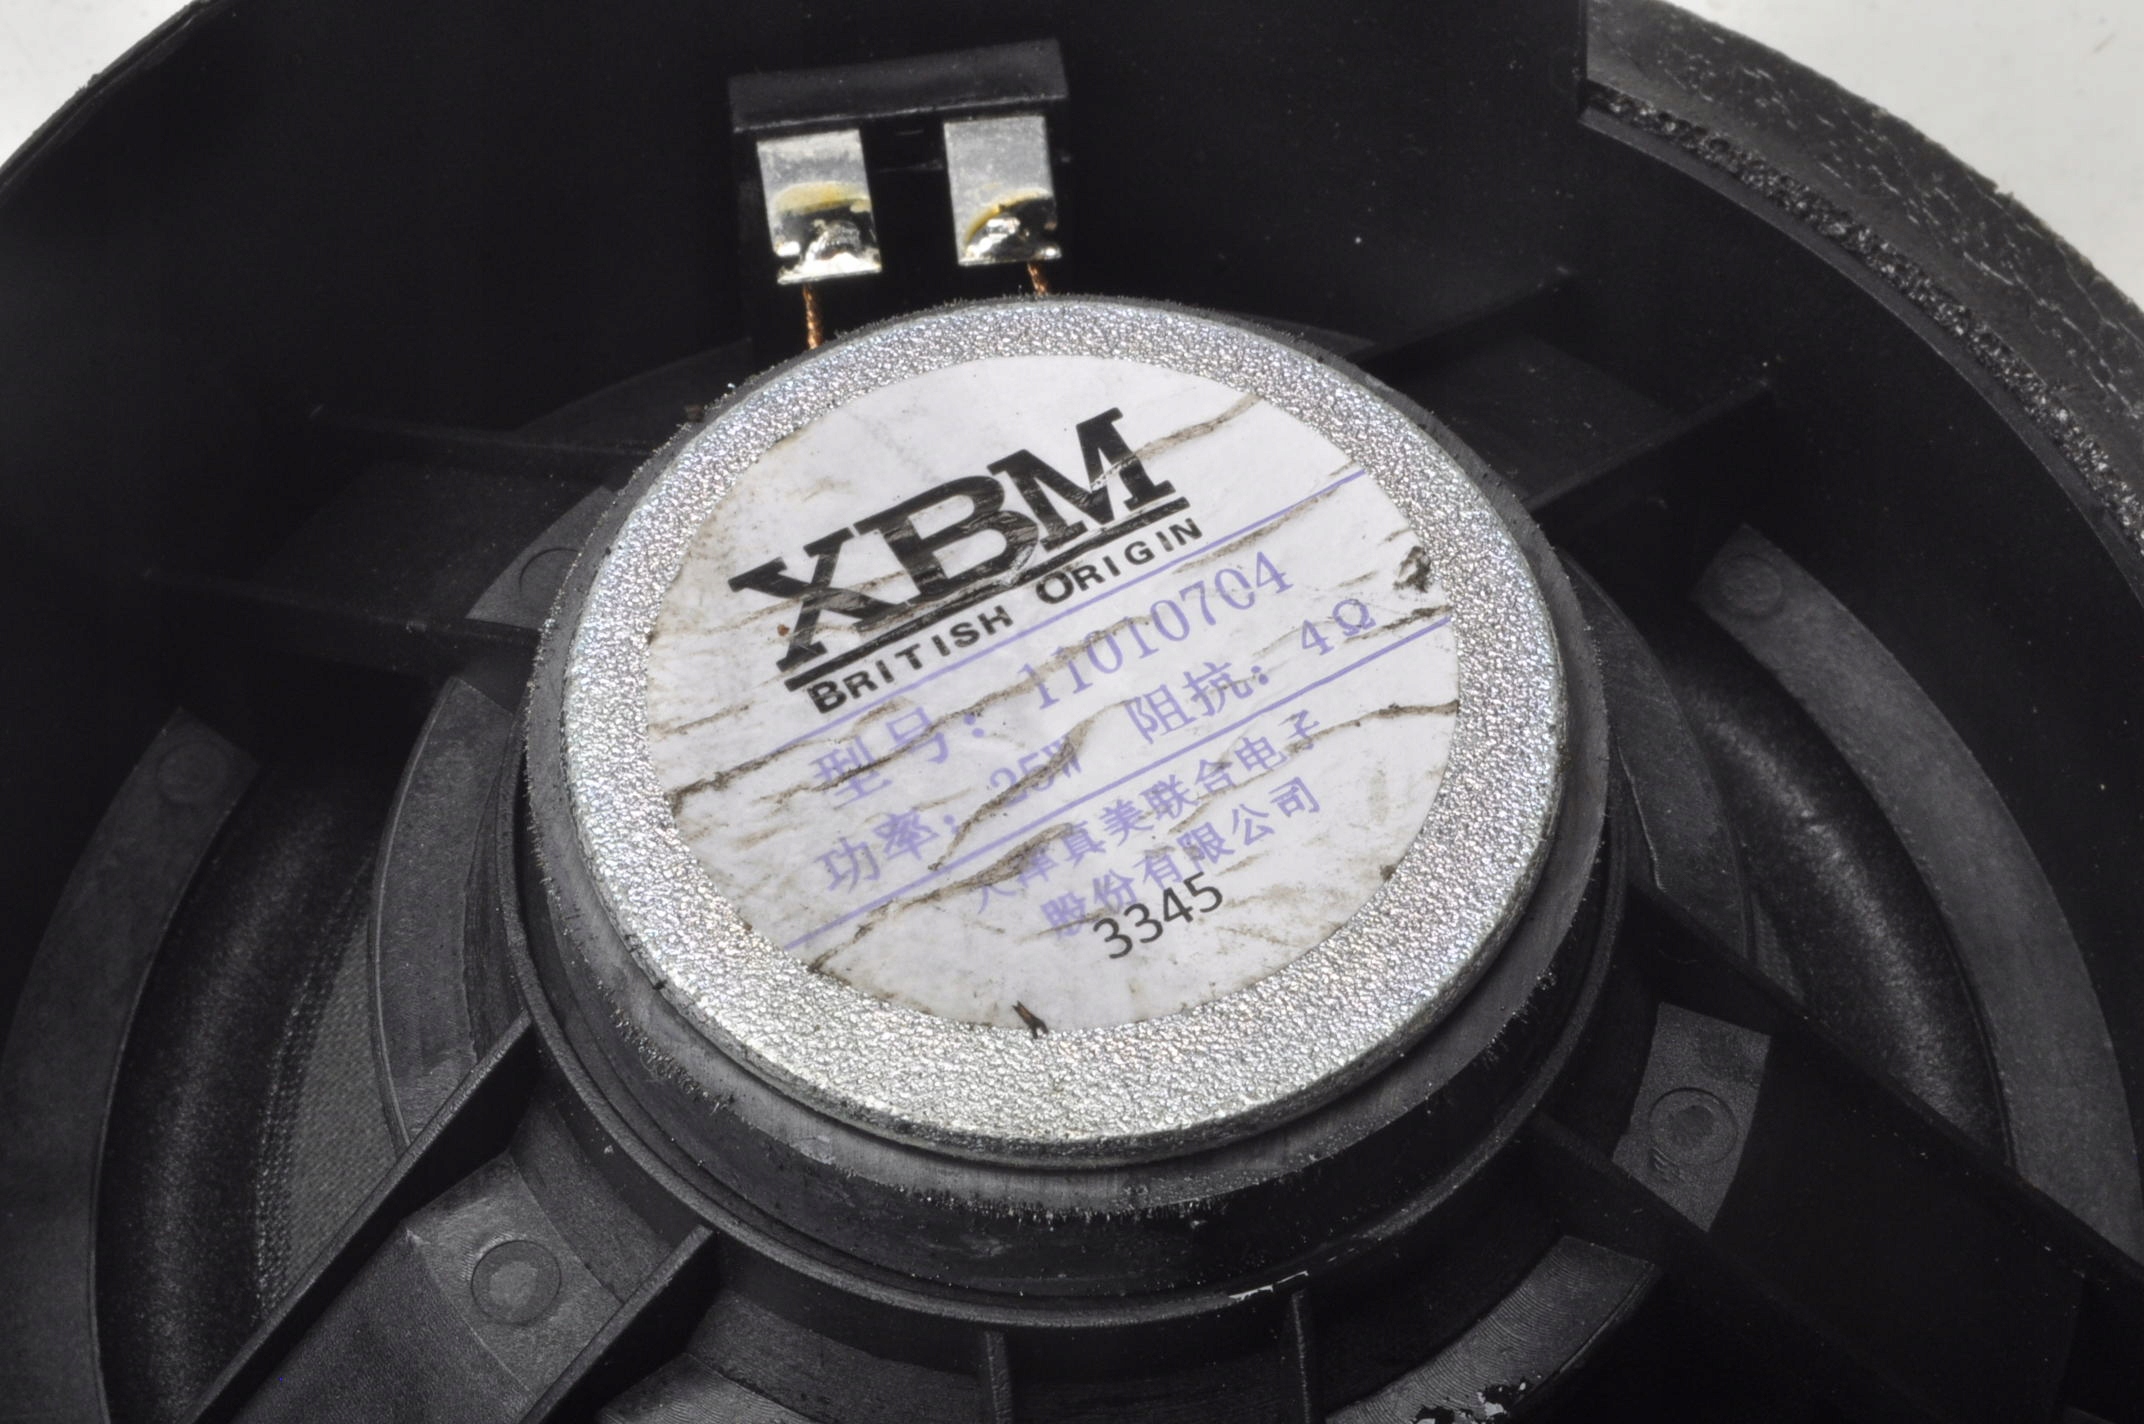 XBM
BRITISH ORIGIN
型号：11010704
功率：25W 阻抗：4Ω
天津真美联合电子
股份有限公司
3345